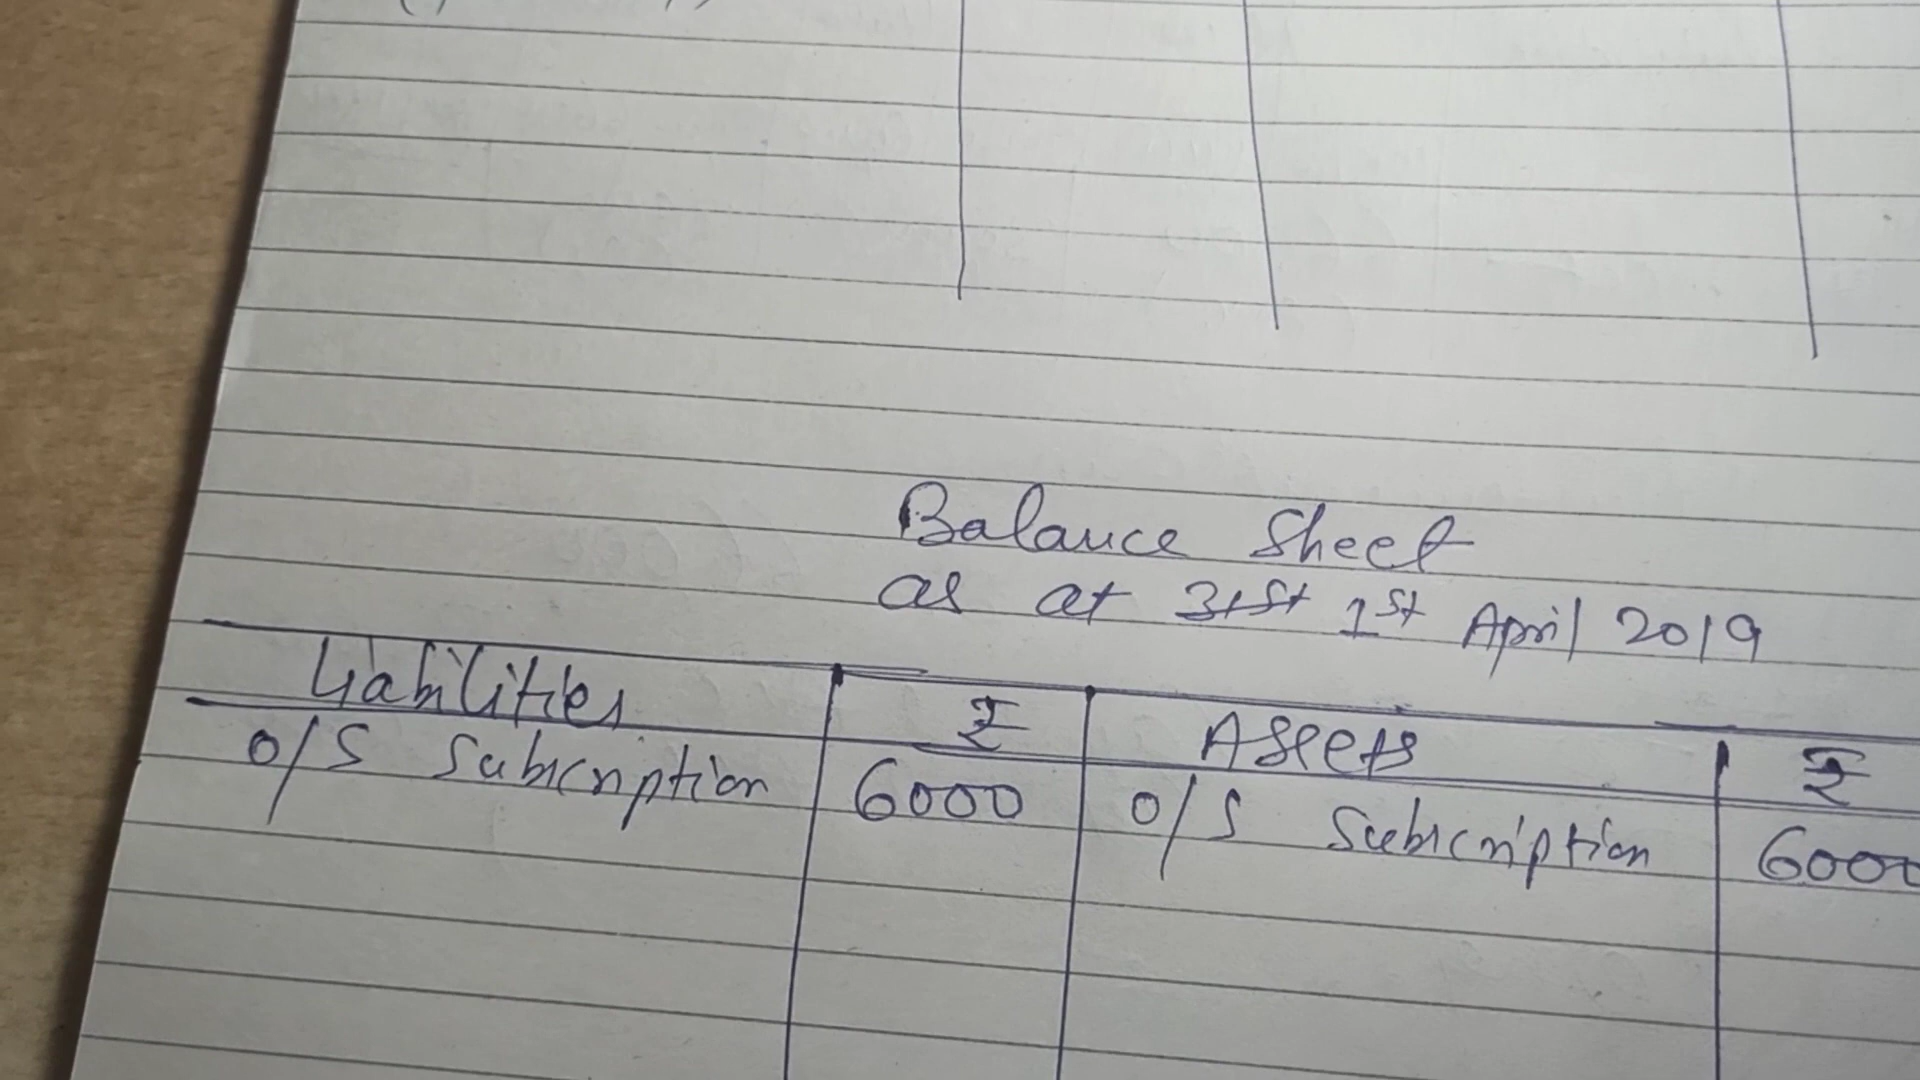 Balance Sheet
as at 31st 1st April 2019
Liabilities ₹ Assets ₹
O/S Subscription 6000 O/S Subscription 6000